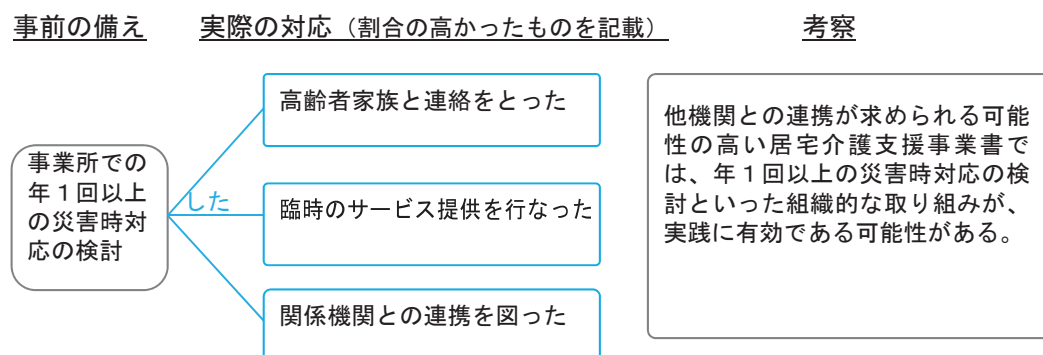 事前の備え
実際の対応（割合の高かったものを記載）
考察
事業所での
年１回以上
の災害時対
応の検討
した
高齢者家族と連絡をとった
臨時のサービス提供を行なった
関係機関との連携を図った
他機関との連携が求められる可能
性の高い居宅介護支援事業書で
は、年１回以上の災害時対応の検
討といった組織的な取り組みが、
実践に有効である可能性がある。